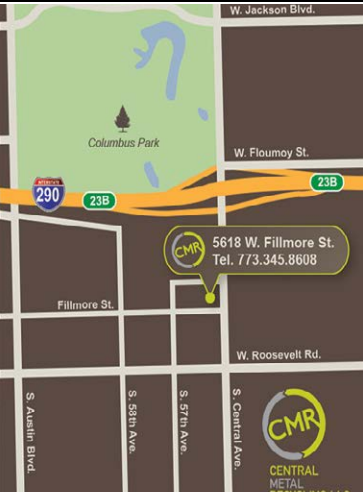 W. Jackson Blvd.
Columbus Park
W. Floumoy St.
INTERSTATE
290
23B
23B
CMR
5618 W. Fillmore St.
Tel. 773.345.8608
Fillmore St.
W. Roosevelt Rd.
S. Austin Blvd.
S. 58th Ave.
S. 57th Ave.
S. Central Ave.
CMR
CENTRAL
METAL